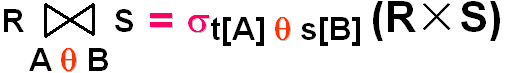 R ⋈ S = σt[A] θ s[B] (R×S)
A θ B